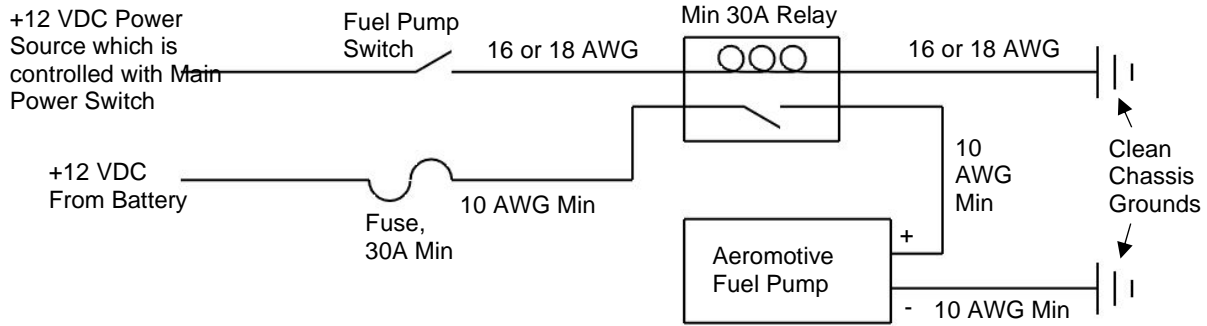 +12 VDC Power
Source which is
controlled with Main
Power Switch
Fuel Pump
Switch
16 or 18 AWG
Min 30A Relay
16 or 18 AWG
+12 VDC
From Battery
Fuse,
30A Min
10 AWG Min
10
AWG
Min
Clean
Chassis
Grounds
Aeromotive
Fuel Pump
+
-
10 AWG Min